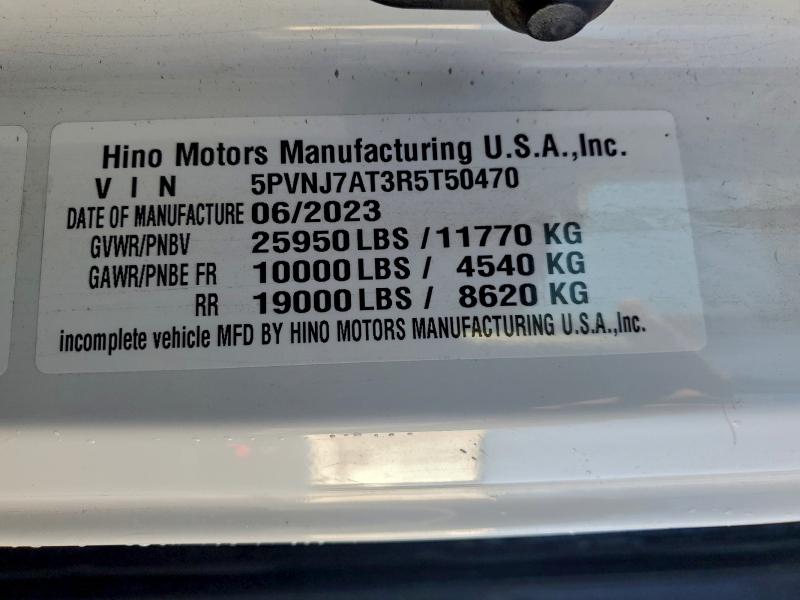 Hino Motors Manufacturing U.S.A.,Inc.
VIN 5PVNJ7AT3R5T50470
DATE OF MANUFACTURE 06/2023
GVWR/PNBV 25950 LBS / 11770 KG
GAWR/PNBE FR 10000 LBS / 4540 KG
RR 19000 LBS / 8620 KG
incomplete vehicle MFD BY HINO MOTORS MANUFACTURING U.S.A.,Inc.